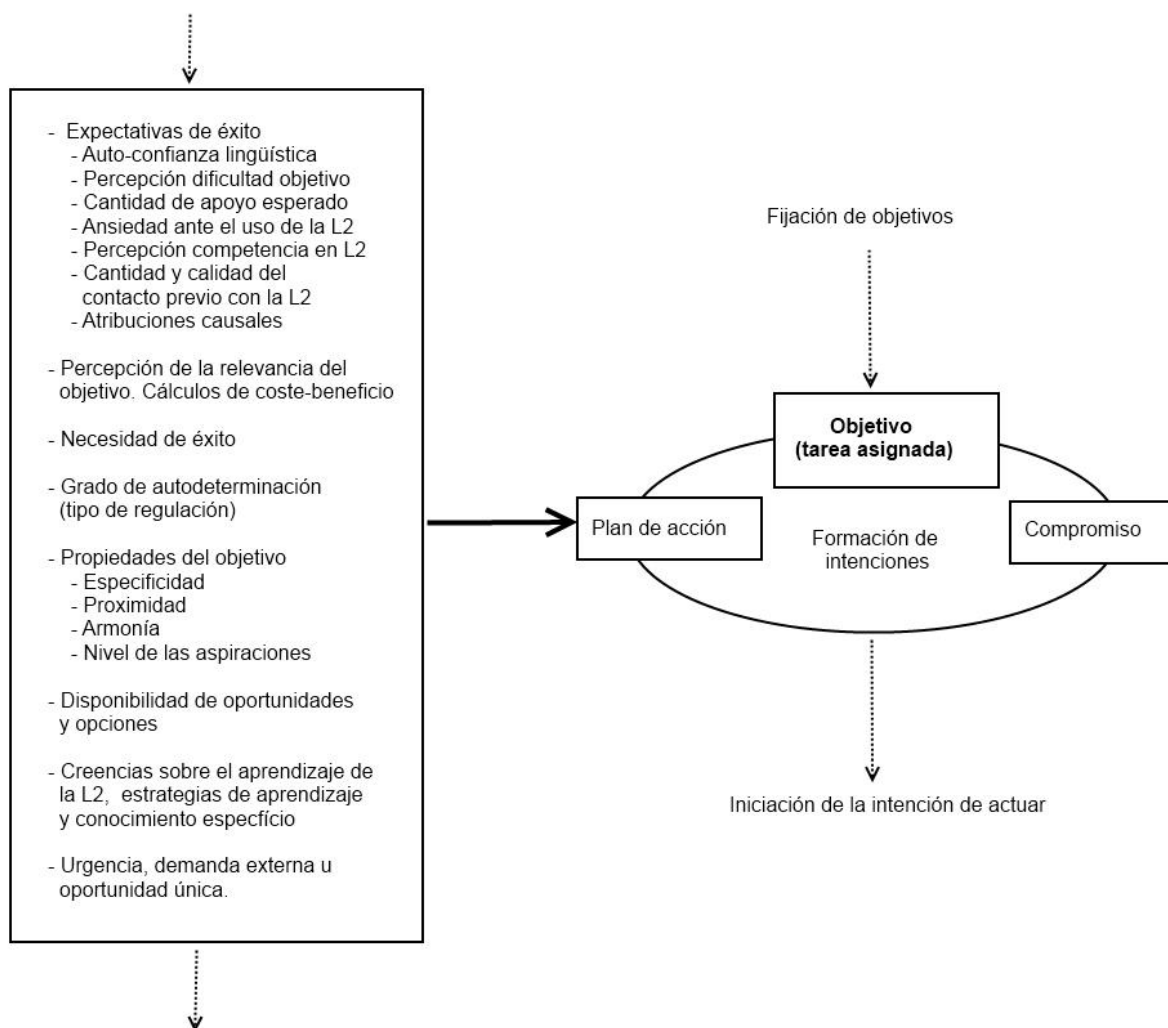 - Expectativas de éxito
- Auto-confianza lingüística
- Percepción dificultad objetivo
- Cantidad de apoyo esperado
- Ansiedad ante el uso de la L2
- Percepción competencia en L2
- Cantidad y calidad del
contacto previo con la L2
- Atribuciones causales
- Percepción de la relevancia del
objetivo. Cálculos de coste-beneficio
- Necesidad de éxito
- Grado de autodeterminación
(tipo de regulación)
- Propiedades del objetivo
- Especificidad
- Proximidad
- Armonía
- Nivel de las aspiraciones
- Disponibilidad de oportunidades
y opciones
- Creencias sobre el aprendizaje de
la L2, estrategias de aprendizaje
y conocimiento especfício
- Urgencia, demanda externa u
oportunidad única.
Fijación de objetivos
Objetivo
(tarea asignada)
Plan de acción
Formación de
intenciones
Compromiso
Iniciación de la intención de actuar